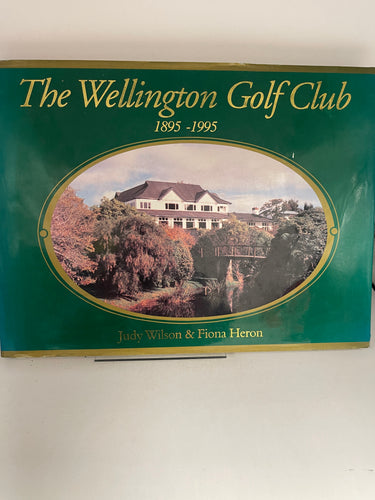 The Wellington Golf Club
1895 -1995
Judy Wilson & Fiona Heron